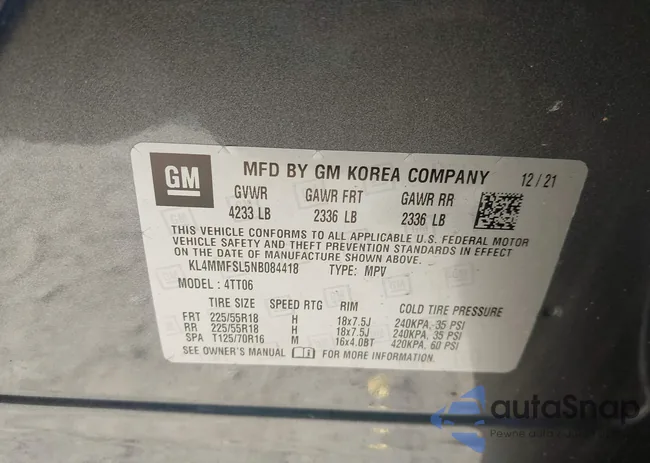 GM
MFD BY GM KOREA COMPANY 12/21
GVWR GAWR FRT GAWR RR
4233 LB 2336 LB 2336 LB
THIS VEHICLE CONFORMS TO ALL APPLICABLE U.S. FEDERAL MOTOR
VEHICLE SAFETY AND THEFT PREVENTION STANDARDS IN EFFECT
ON THE DATE OF MANUFACTURE SHOWN ABOVE.
KL4MMFSL5NB084418 TYPE: MPV
MODEL: 4TT06
TIRE SIZE SPEED RTG RIM COLD TIRE PRESSURE
FRT 225/55R18 H 18x7.5J 240KPA, 35 PSI
RR 225/55R18 H 18x7.5J 240KPA, 35 PSI
SPA T125/70R16 M 16x4.0BT 420KPA, 60 PSI
SEE OWNER'S MANUAL FOR MORE INFORMATION.
autaSnap
Pewne auta